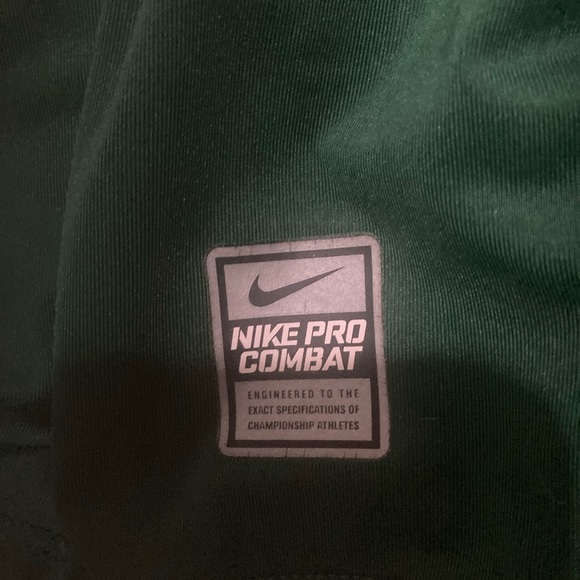 NIKE PRO
COMBAT
ENGINEERED TO THE
EXACT SPECIFICATIONS OF
CHAMPIONSHIP ATHLETES